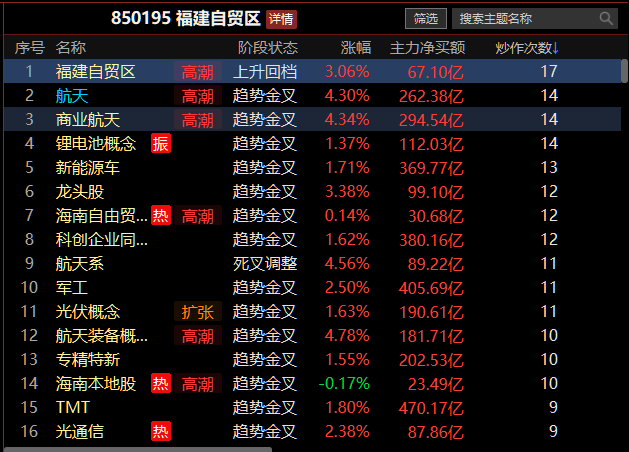 850195 福建自贸区 详情 筛选 搜索主题名称
序号 名称 阶段状态 涨幅 主力净买额 炒作次数↓
1 福建自贸区 高潮 上升回档 3.06% 67.10亿 17
2 航天 高潮 趋势金叉 4.30% 262.38亿 14
3 商业航天 高潮 趋势金叉 4.34% 294.54亿 14
4 锂电池概念 振 趋势金叉 1.37% 112.03亿 14
5 新能源车 趋势金叉 1.71% 369.77亿 13
6 龙头股 趋势金叉 3.38% 99.10亿 12
7 海南自由贸... 热 高潮 趋势金叉 0.14% 30.68亿 12
8 科创企业同... 趋势金叉 1.62% 380.16亿 12
9 航天系 死叉调整 4.56% 89.22亿 11
10 军工 趋势金叉 2.50% 405.69亿 11
11 光伏概念 扩张 趋势金叉 1.63% 190.61亿 11
12 航天装备概... 高潮 趋势金叉 4.78% 181.71亿 10
13 专精特新 趋势金叉 1.55% 202.53亿 10
14 海南本地股 热 高潮 趋势金叉 -0.17% 23.49亿 10
15 TMT 趋势金叉 1.80% 470.17亿 9
16 光通信 热 趋势金叉 2.38% 87.86亿 9